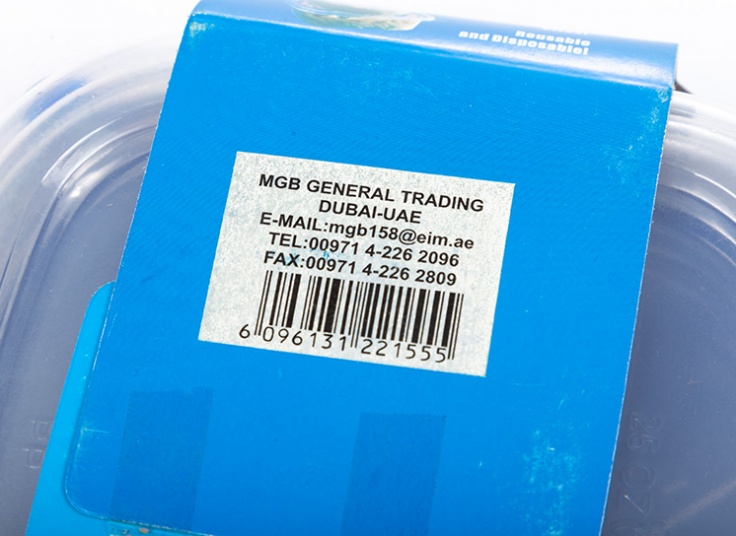 Reusable
and Disposable!
MGB GENERAL TRADING
DUBAI-UAE
E-MAIL:mgb158@eim.ae
TEL:00971 4-226 2096
FAX:00971 4-226 2809
6 096131 221555